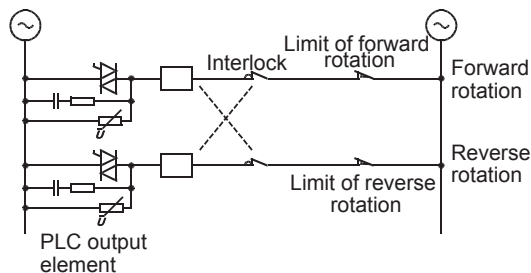 Interlock
Limit of forward
rotation
Forward
rotation
U
Reverse
rotation
Limit of reverse
rotation
U
PLC output
element